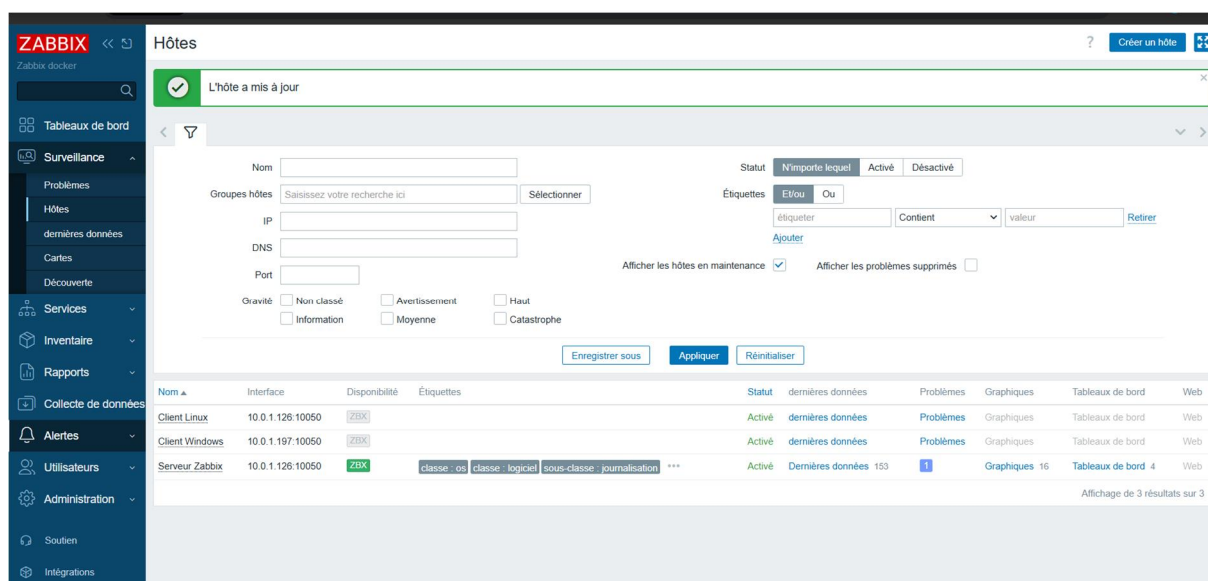 ZABBIX
Zabbix docker
Tableaux de bord
Surveillance
Problèmes
Hôtes
dernières données
Cartes
Découverte
Services
Inventaire
Rapports
Collecte de données
Alertes
Utilisateurs
Administration
Soutien
Intégrations
Hôtes
? Créer un hôte
L'hôte a mis à jour
Nom
Groupes hôtes Saisissez votre recherche ici Sélectionner
IP
DNS
Port
Gravité Non classé Avertissement Haut
Information Moyenne Catastrophe
Statut N'importe lequel Activé Désactivé
Étiquettes Et/ou Ou
étiqueter Contient valeur Retirer
Ajouter
Afficher les hôtes en maintenance Afficher les problèmes supprimés
Enregistrer sous Appliquer Réinitialiser
Nom Interface Disponibilité Étiquettes Statut dernières données Problèmes Graphiques Tableaux de bord Web
Client Linux 10.0.1.126:10050 ZBX Activé dernières données Problèmes Graphiques Tableaux de bord Web
Client Windows 10.0.1.197:10050 ZBX Activé dernières données Problèmes Graphiques Tableaux de bord Web
Serveur Zabbix 10.0.1.126:10050 ZBX classe : os classe : logiciel sous-classe : journalisation ••• Activé Dernières données 153 1 Graphiques 16 Tableaux de bord 4 Web
Affichage de 3 résultats sur 3